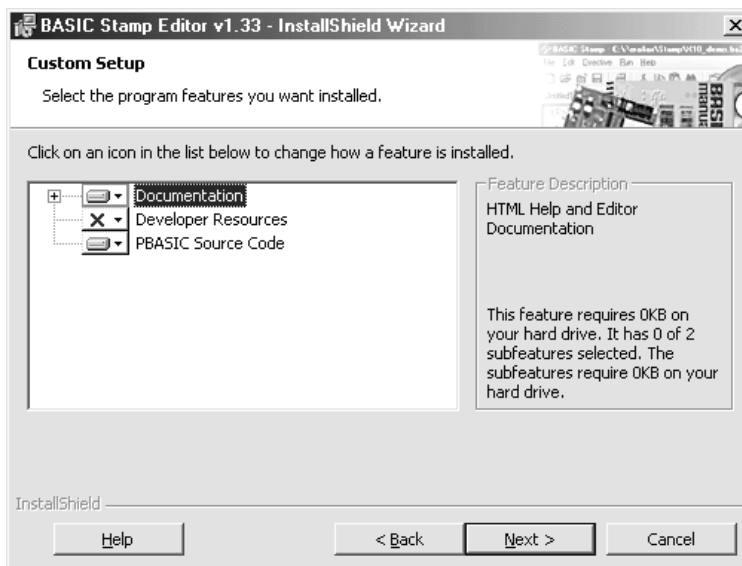 BASIC Stamp Editor v1.33 - InstallShield Wizard
Custom Setup
Select the program features you want installed.
Click on an icon in the list below to change how a feature is installed.
Documentation
Developer Resources
PBASIC Source Code
Feature Description
HTML Help and Editor
Documentation
This feature requires 0KB on
your hard drive. It has 0 of 2
subfeatures selected. The
subfeatures require 0KB on your
hard drive.
InstallShield
Help
< Back
Next >
Cancel